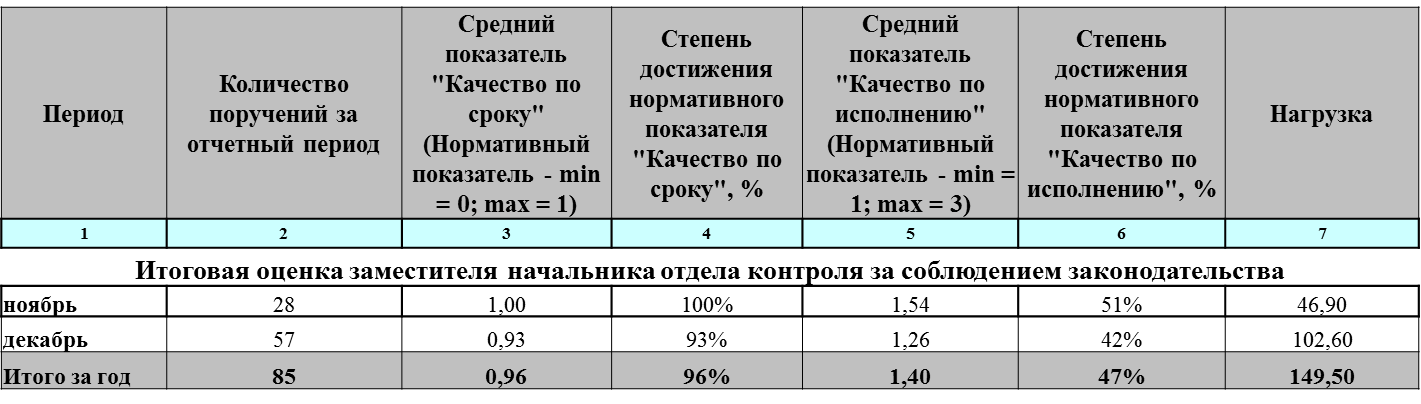 Период
Количество
поручений за
отчетный период
Средний
показатель
"Качество по
сроку"
(Нормативный
показатель - min
= 0; max = 1)
Степень
достижения
нормативного
показателя
"Качество по
сроку", %
Средний
показатель
"Качество по
исполнению"
(Нормативный
показатель - min =
1; max = 3)
Степень
достижения
нормативного
показателя
"Качество по
исполнению", %
Нагрузка
1 2 3 4 5 6 7
Итоговая оценка заместителя начальника отдела контроля за соблюдением законодательства
ноябрь 28 1,00 100% 1,54 51% 46,90
декабрь 57 0,93 93% 1,26 42% 102,60
Итого за год 85 0,96 96% 1,40 47% 149,50